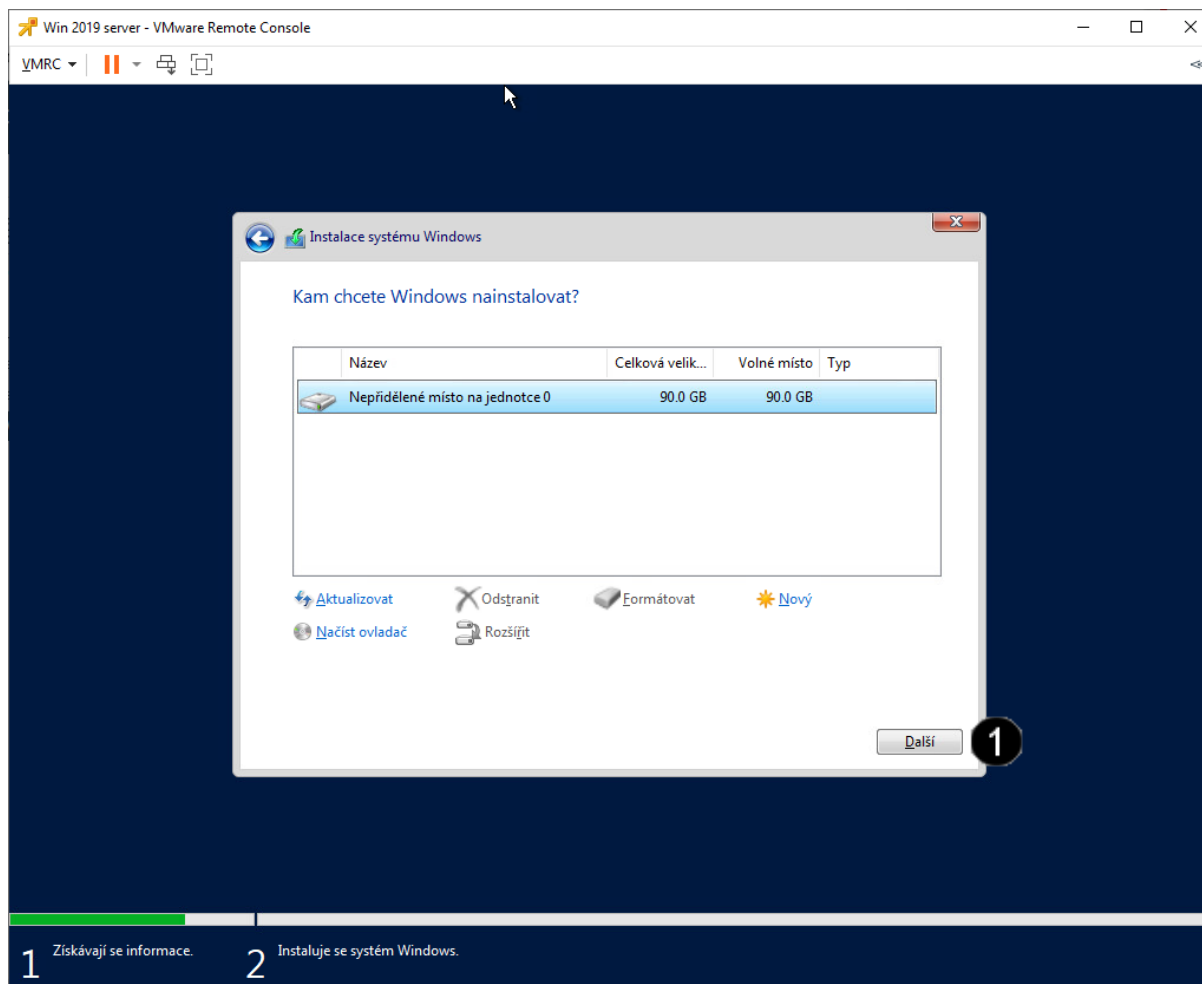 Win 2019 server - VMware Remote Console
VMRC
Instalace systému Windows
Kam chcete Windows nainstalovat?
Název Celková velik... Volné místo Typ
Nepřidělené místo na jednotce 0 90.0 GB 90.0 GB
Aktualizovat Odstranit Formátovat Nový
Načíst ovladač Rozšířit
Další 1
1 Získávají se informace. 2 Instaluje se systém Windows.